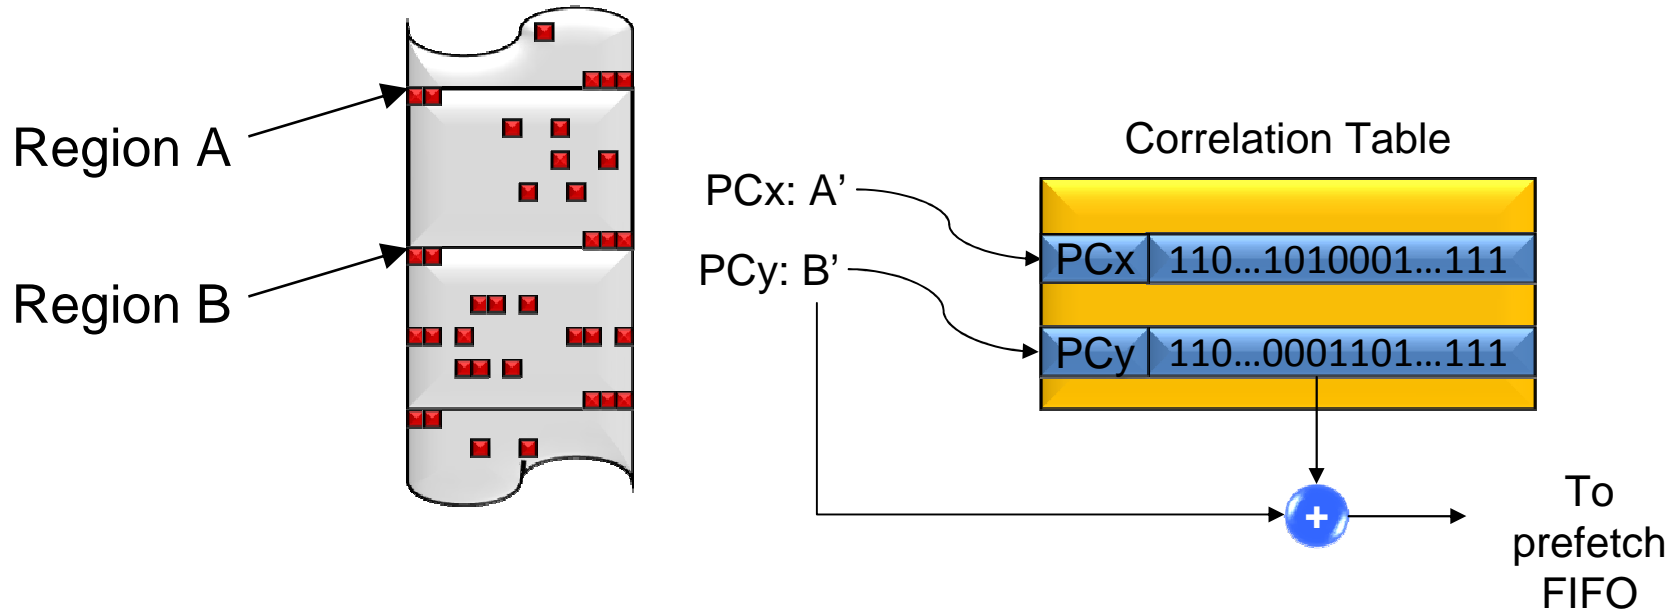 Region A
Region B
Correlation Table
PCx: A’
PCy: B’
PCx 110…1010001…111
PCy 110…0001101…111
+
To
prefetch
FIFO